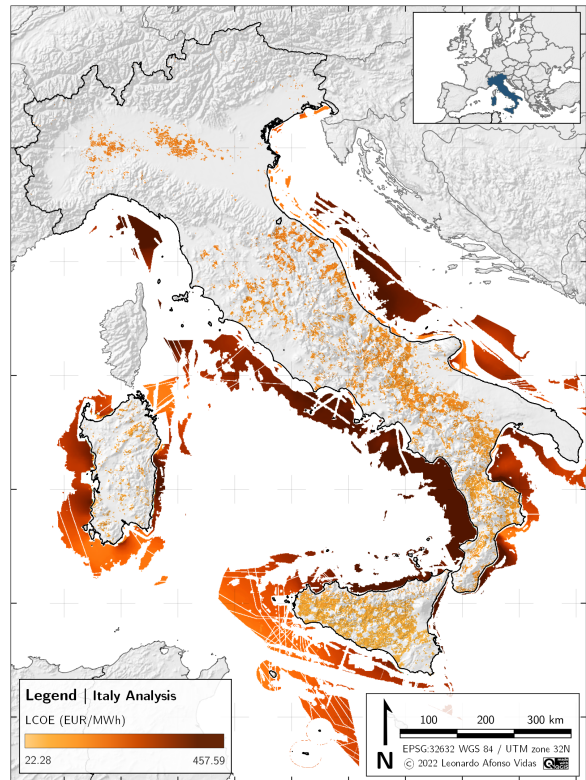 Legend | Italy Analysis
LCOE (EUR/MWh)
22.28 457.59
N
100 200 300 km
EPSG:32632 WGS 84 / UTM zone 32N
© 2022 Leonardo Afonso Vidas